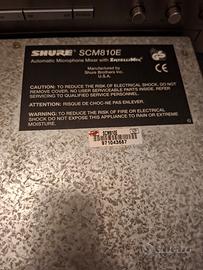 SHURE® SCM810E
Automatic Microphone Mixer with INTELLIMIX®
Manufactured by
Shure Brothers Inc.
U.S.A.
CAUTION: TO REDUCE THE RISK OF ELECTRICAL SHOCK, DO NOT
REMOVE COVER. NO USER SERVICEABLE PARTS INSIDE. REFER
SERVICING TO QUALIFIED SERVICE PERSONNEL.
ATTENTION: RISQUE DE CHOC-NE PAS ENLEVER.
WARNING: TO REDUCE THE RISK OF FIRE OR ELECTRICAL
SHOCK DO NOT EXPOSE THIS APPLIANCE TO RAIN OR EXTREME
MOISTURE.
SCM810E
971043687